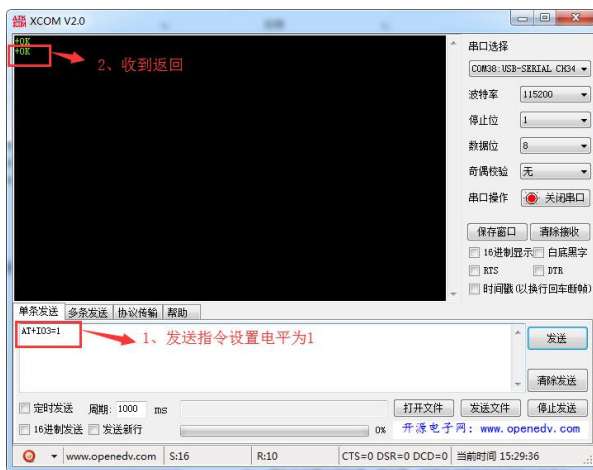 XCOM V2.0
+OK
+OK
2、收到返回
串口选择
COM38:USB-SERIAL CH34
波特率 115200
停止位 1
数据位 8
奇偶校验 无
串口操作 关闭串口
保存窗口 清除接收
16进制显示 白底黑字
RTS DTR
时间戳(以换行回车断帧)
单条发送 多条发送 协议传输 帮助
AT+IO3=1
1、发送指令设置电平为1
发送
清除发送
定时发送 周期: 1000 ms 打开文件 发送文件 停止发送
16进制发送 发送新行 0% 开源电子网: www.openedv.com
www.openedv.com S:16 R:10 CTS=0 DSR=0 DCD=0 当前时间 15:29:36